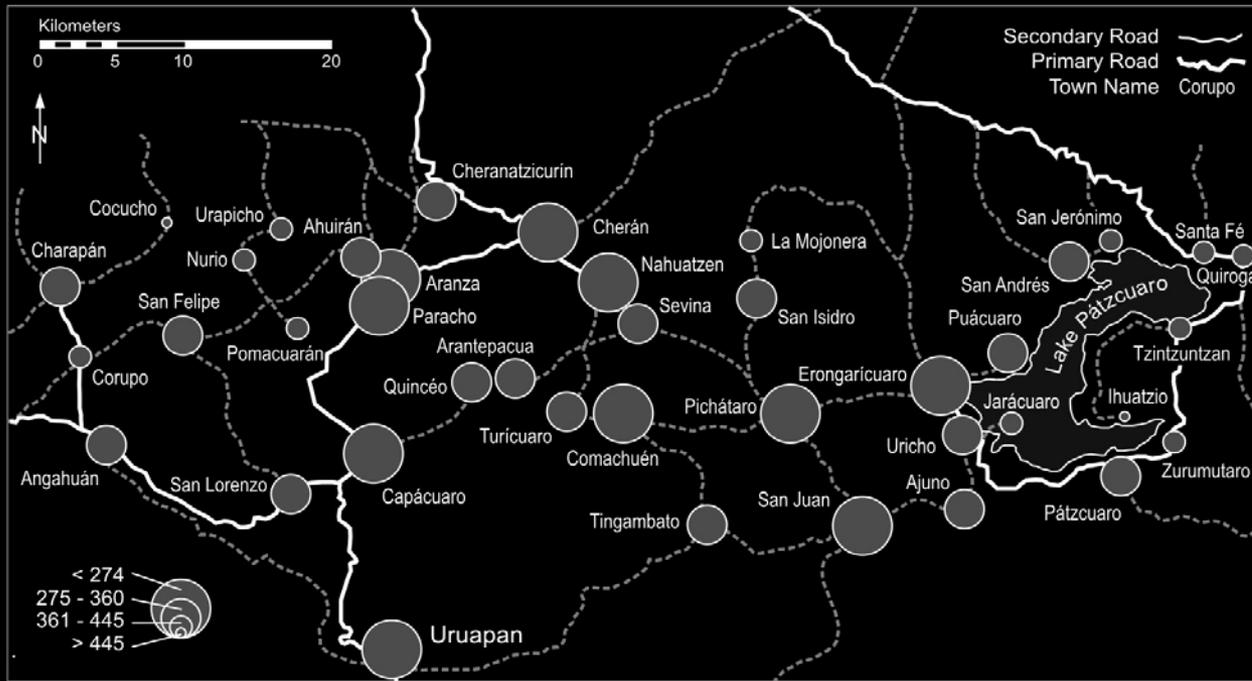 Kilometers
0 5 10 20
N
Secondary Road
Primary Road
Town Name Corupo
Cheranatzicurín
Cocucho
Urapicho
Ahuirán
Cherán
La Mojonera
San Jerónimo
Santa Fé
Charapán
Nurio
Aranza
Nahuatzen
San Andrés
Quiroga
San Felipe
Paracho
Sevina
San Isidro
Puácuaro
Lake Pátzcuaro
Tzintzuntzan
Pomacuarán
Arantepacua
Corupo
Quincéo
Erongarícuaro
Jarácuaro
Ihuatzio
Turícuaro
Comachuén
Pichátaro
Uricho
Zurumutaro
Angahuán
San Lorenzo
Capácuaro
Tingambato
San Juan
Ajuno
Pátzcuaro
< 274
275 - 360
361 - 445
> 445
Uruapan